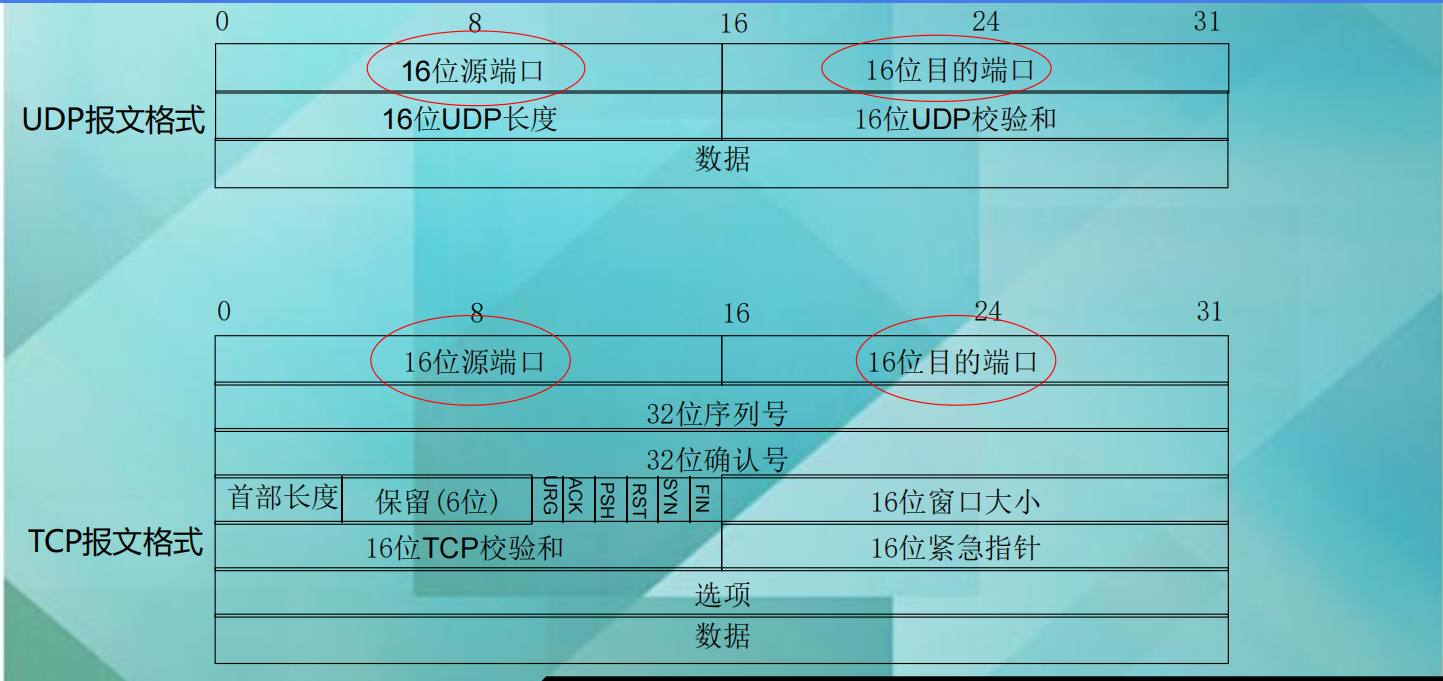 0 8 16 24 31
16位源端口 16位目的端口
UDP报文格式 16位UDP长度 16位UDP校验和
数据
0 8 16 24 31
16位源端口 16位目的端口
32位序列号
32位确认号
首部长度 保留(6位) URG ACK PSH RST SYN FIN 16位窗口大小
TCP报文格式 16位TCP校验和 16位紧急指针
选项
数据